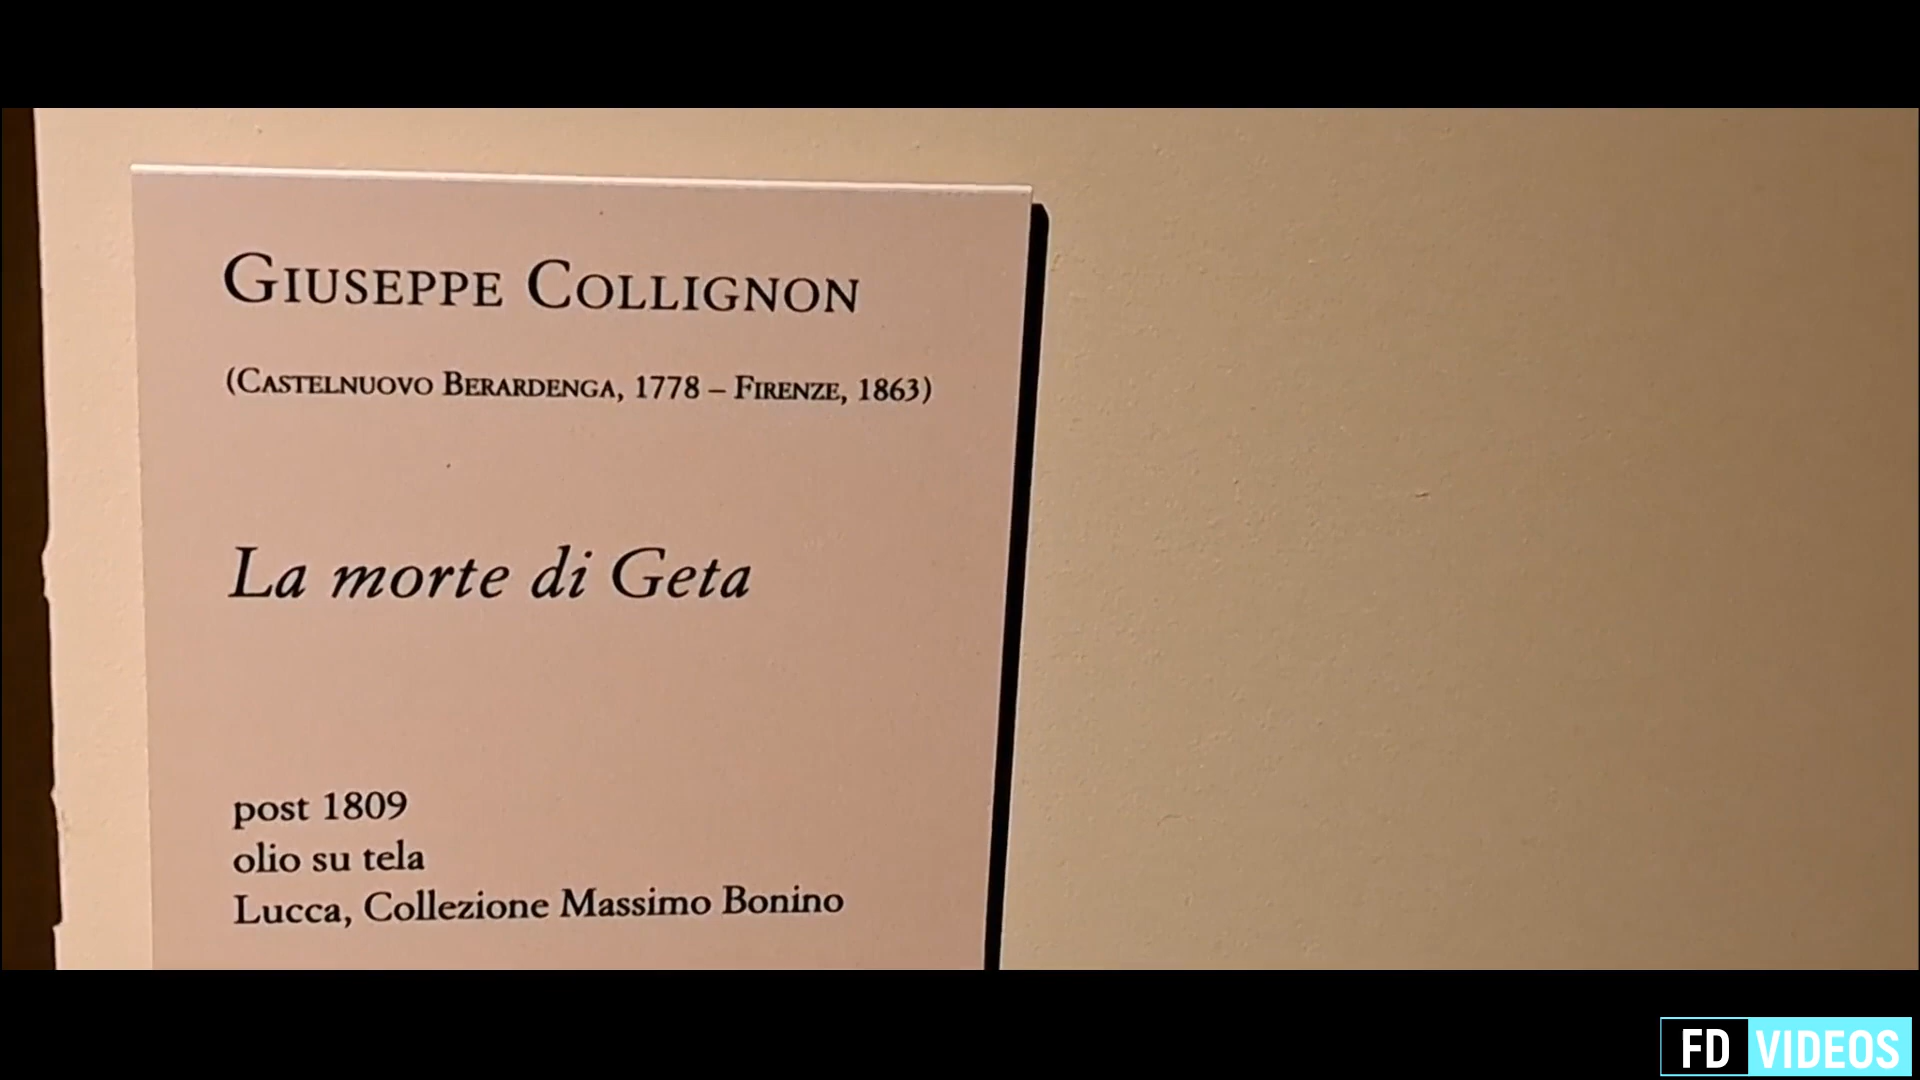 GIUSEPPE COLLIGNON
(CASTELNUOVO BERARDENGA, 1778 – FIRENZE, 1863)
La morte di Geta
post 1809
olio su tela
Lucca, Collezione Massimo Bonino
FD VIDEOS